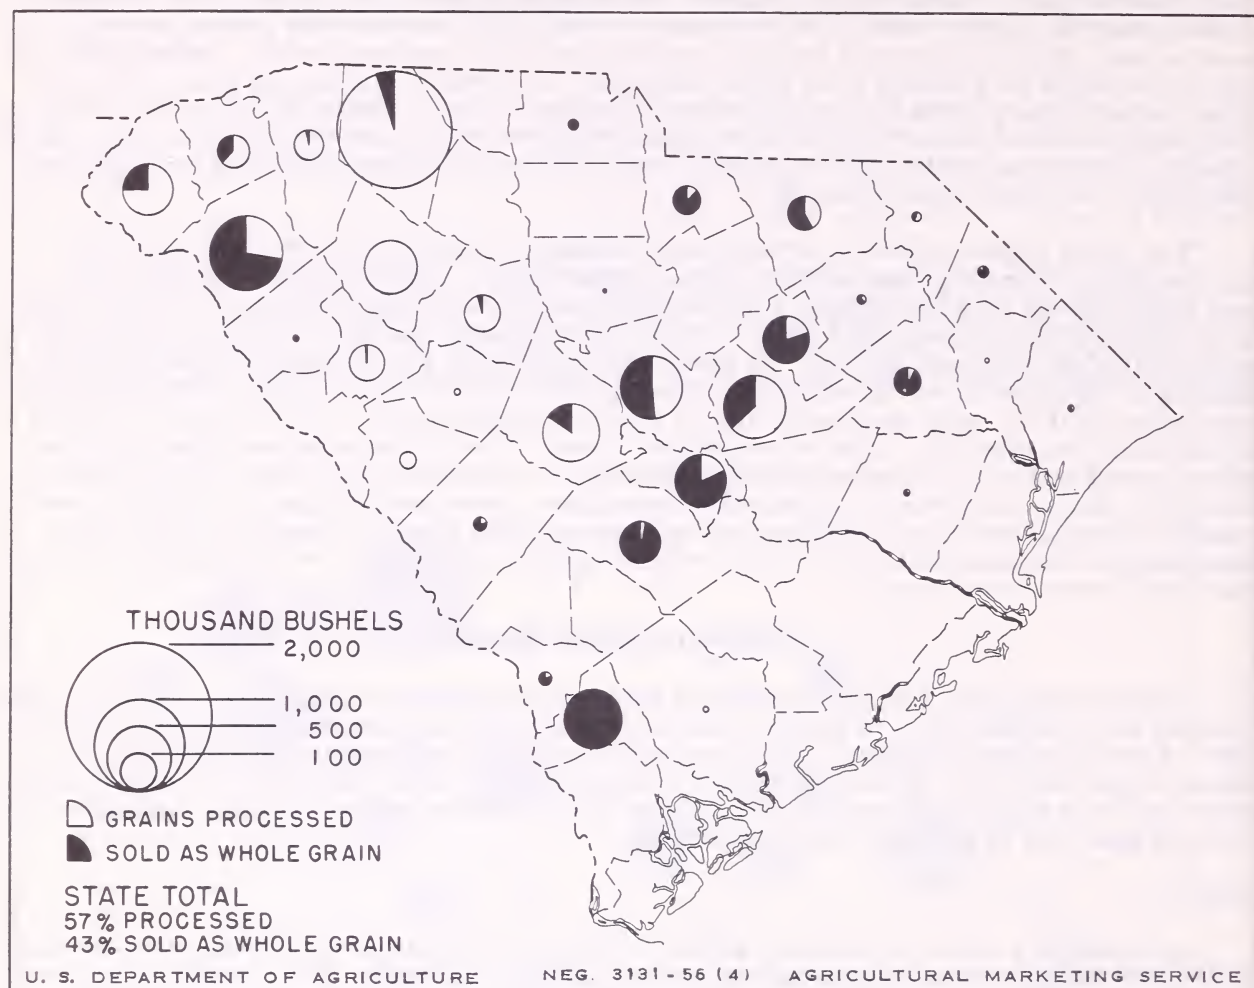 THOUSAND BUSHELS
2,000
1,000
500
100
GRAINS PROCESSED
SOLD AS WHOLE GRAIN
STATE TOTAL
57% PROCESSED
43% SOLD AS WHOLE GRAIN
U. S. DEPARTMENT OF AGRICULTURE NEG. 3131-56 (4) AGRICULTURAL MARKETING SERVICE